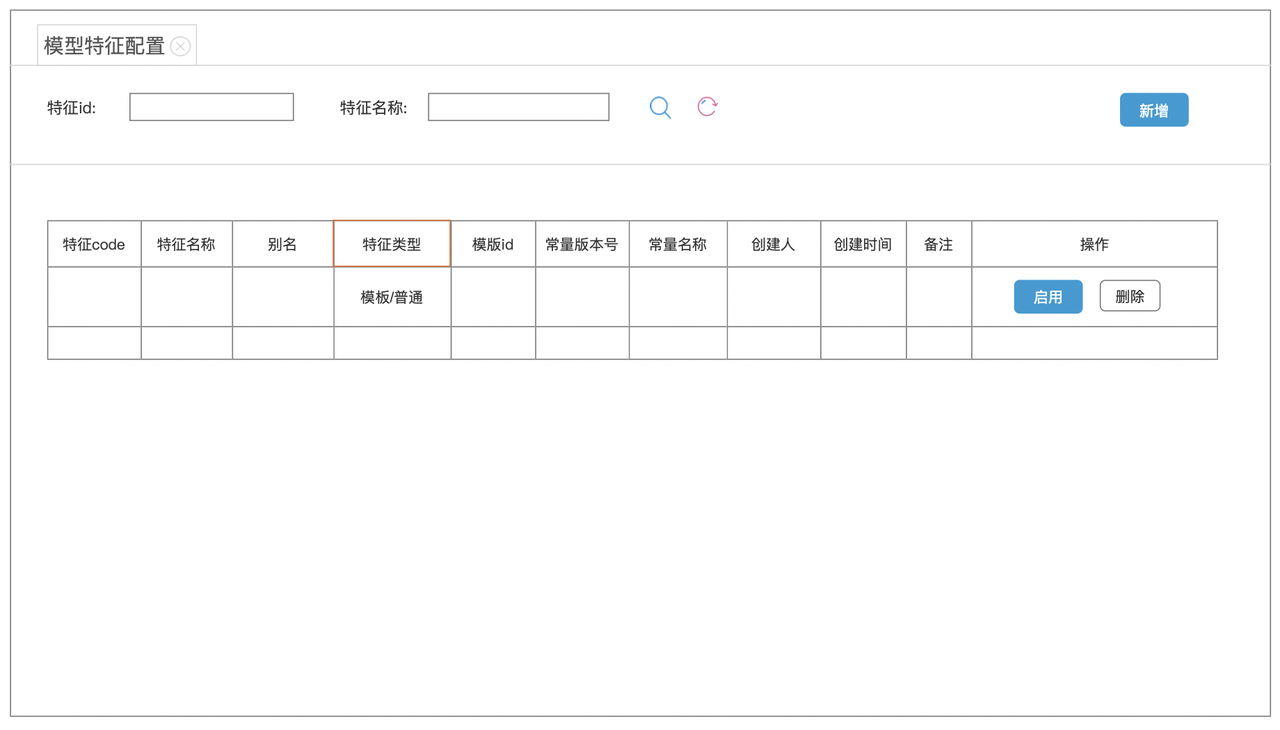 模型特征配置
特征id: 特征名称: 新增
特征code 特征名称 别名 特征类型 模版id 常量版本号 常量名称 创建人 创建时间 备注 操作
模板/普通 启用 删除